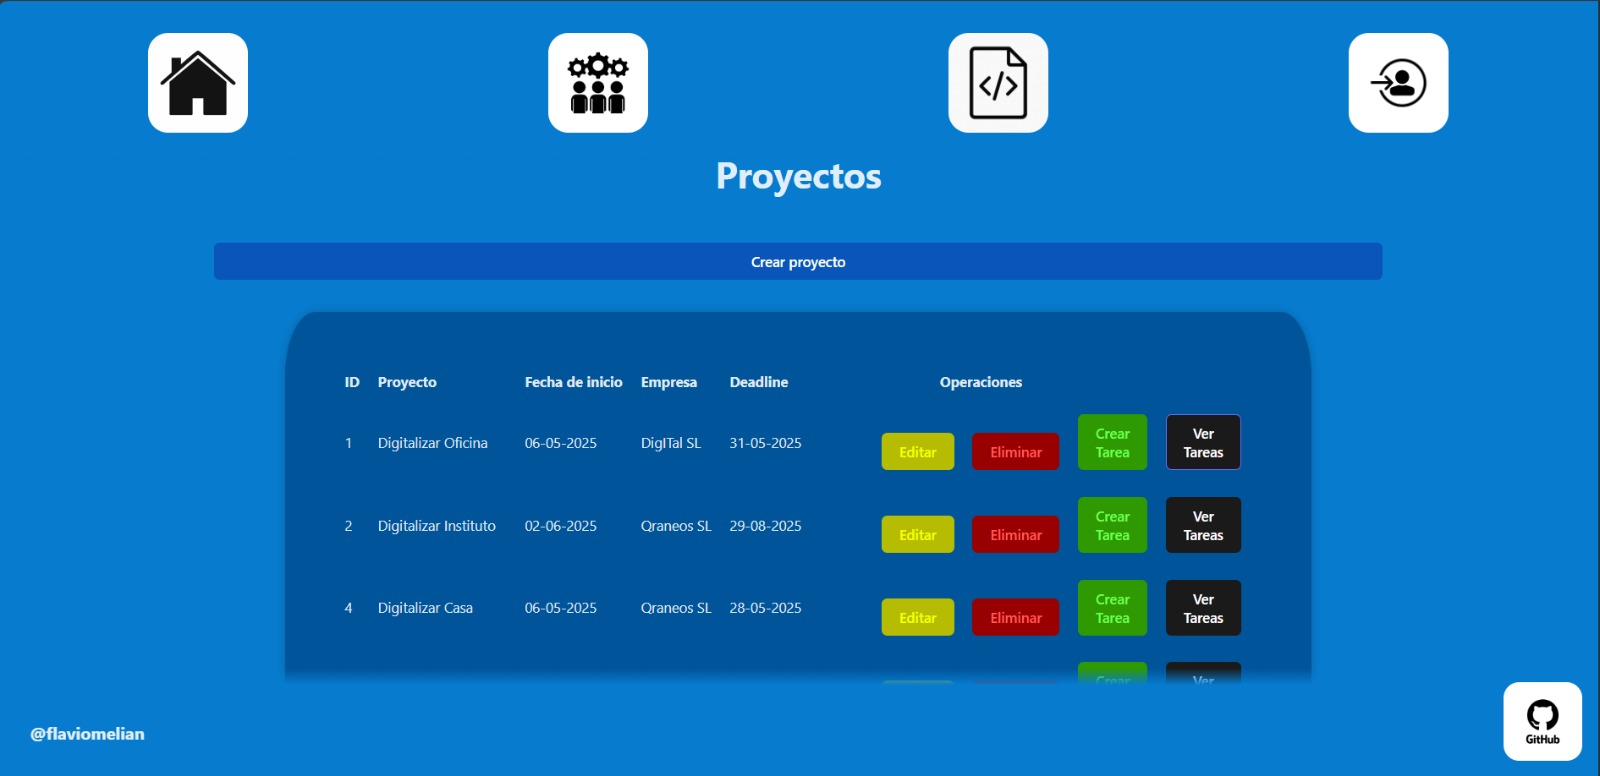 </>
Proyectos
Crear proyecto
ID Proyecto Fecha de inicio Empresa Deadline Operaciones
1 Digitalizar Oficina 06-05-2025 DigITal SL 31-05-2025 Editar Eliminar Crear Tarea Ver Tareas
2 Digitalizar Instituto 02-06-2025 Qraneos SL 29-08-2025 Editar Eliminar Crear Tarea Ver Tareas
4 Digitalizar Casa 06-05-2025 Qraneos SL 28-05-2025 Editar Eliminar Crear Tarea Ver Tareas
Crear Ver
@flaviomelian
GitHub